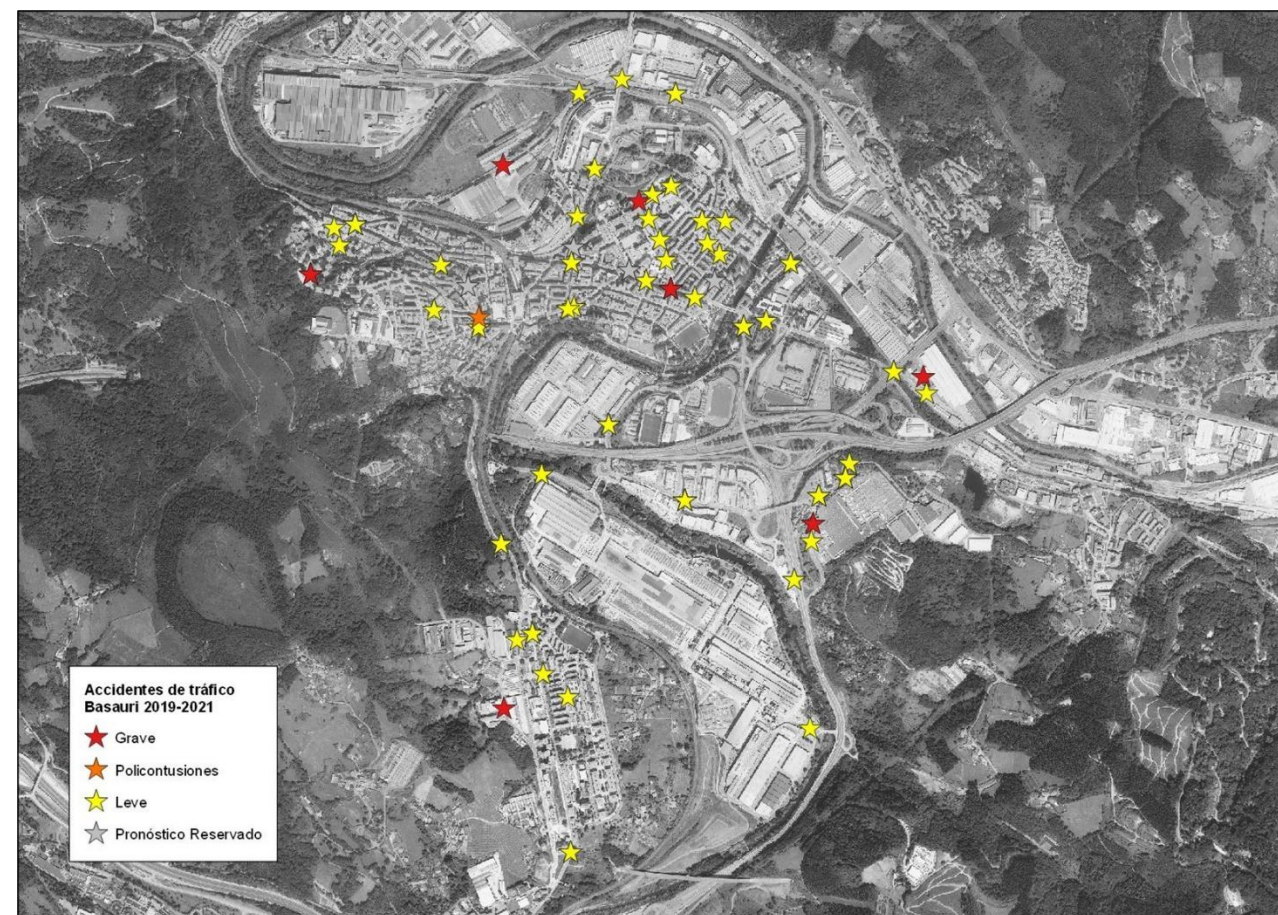 Accidentes de tráfico
Basauri 2019-2021
Grave
Policontusiones
Leve
Pronóstico Reservado